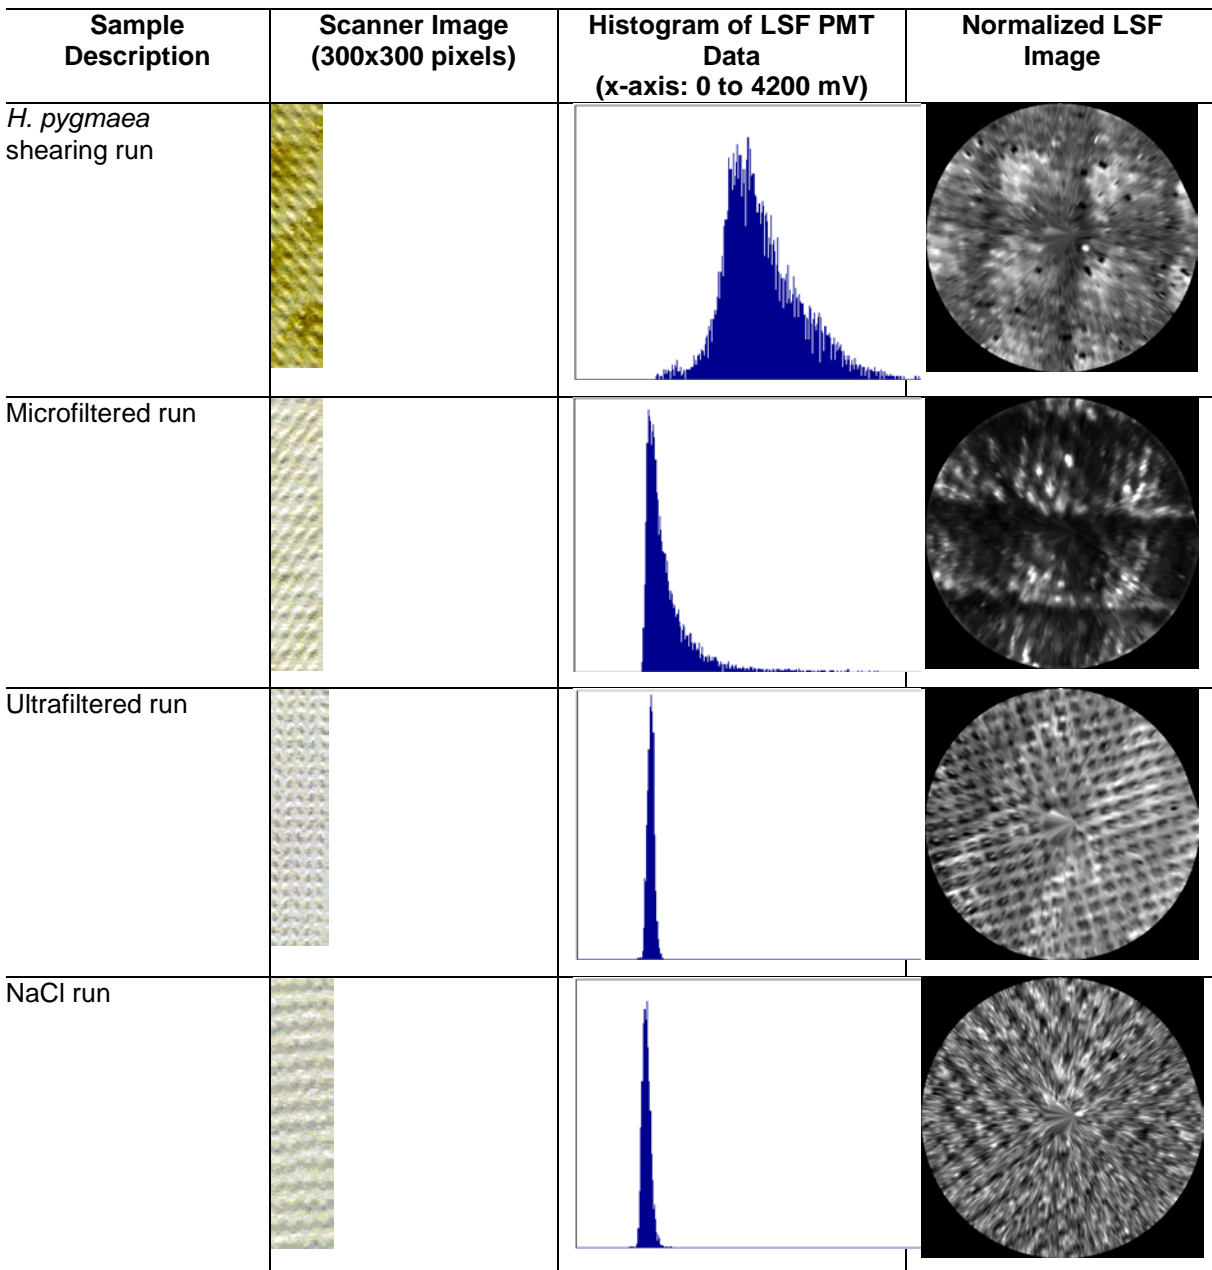 Sample
Description
Scanner Image
(300x300 pixels)
Histogram of LSF PMT
Data
(x-axis: 0 to 4200 mV)
Normalized LSF
Image
H. pygmaea
shearing run
Microfiltered run
Ultrafiltered run
NaCl run